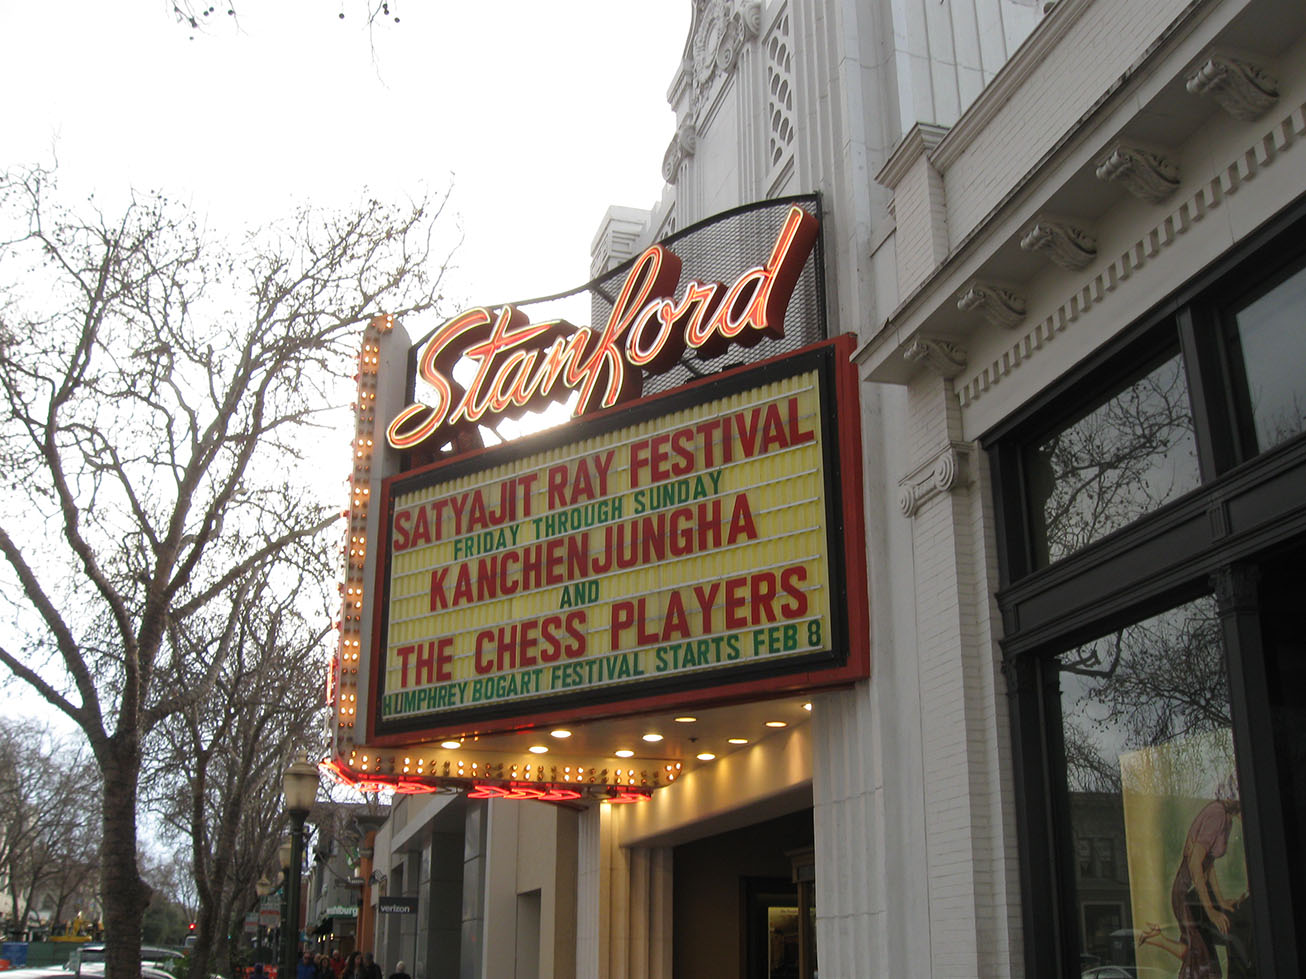 Stanford
SATYAJIT RAY FESTIVAL
FRIDAY THROUGH SUNDAY
KANCHENJUNGHA
AND
THE CHESS PLAYERS
HUMPHREY BOGART FESTIVAL STARTS FEB 8
verizon